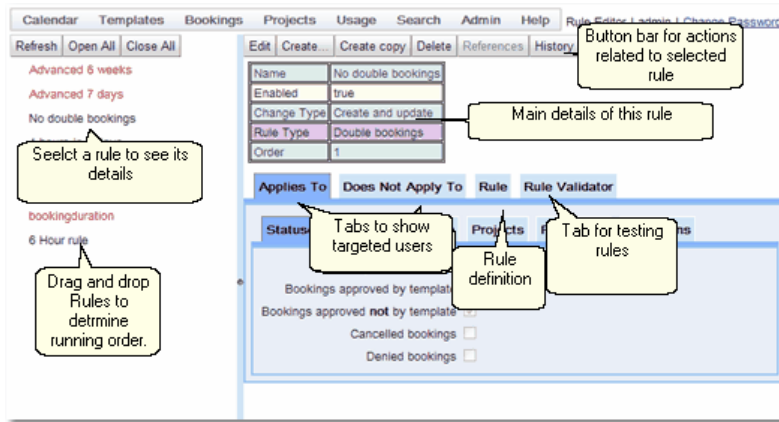 Calendar Templates Bookings Projects Usage Search Admin Help Rule Editor | admin | Change Password
Refresh Open All Close All
Edit Create... Create copy Delete References History
Button bar for actions
related to selected
rule
Advanced 6 weeks
Advanced 7 days
No double bookings
Seelct a rule to see its
details
bookingduration
6 Hour rule
Drag and drop
Rules to
detrmine
running order.
Name No double bookings
Enabled true
Change Type Create and update
Rule Type Double bookings
Order 1
Main details of this rule
Applies To Does Not Apply To Rule Rule Validator
Tabs to show
targeted users
Projects
Rule
definition
Tab for testing
rules
Bookings approved by template
Bookings approved not by template
Cancelled bookings
Denied bookings